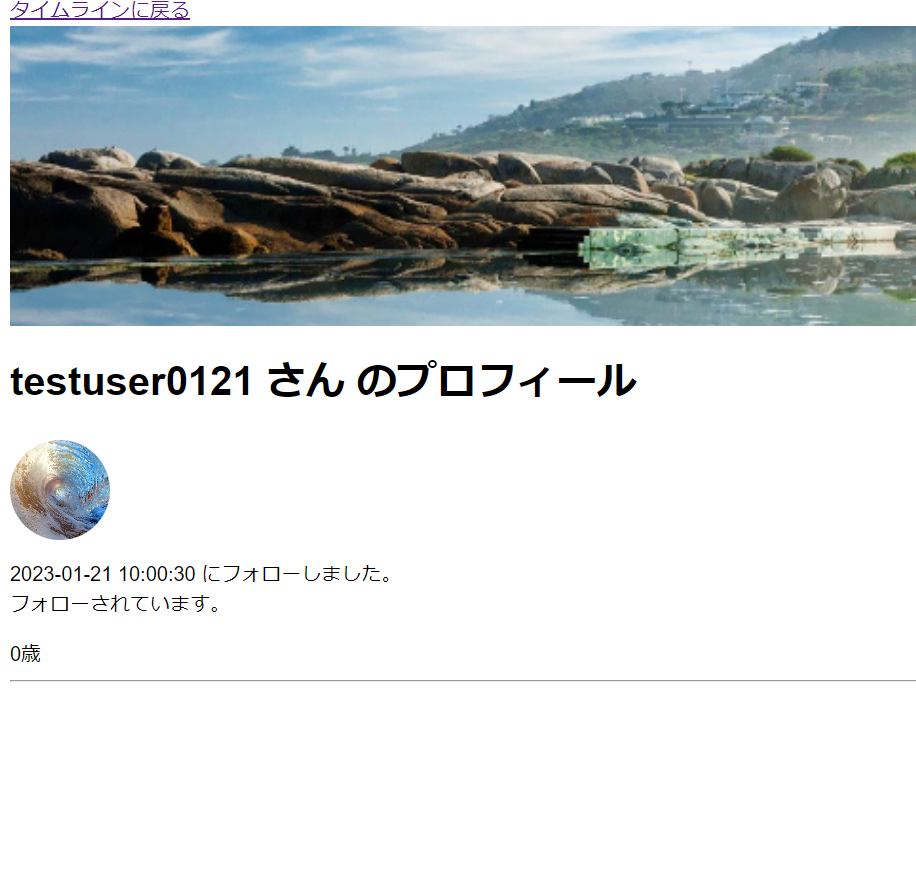 タイムラインに戻る
testuser0121 さん のプロフィール
2023-01-21 10:00:30 にフォローしました。
フォローされています。
0歳